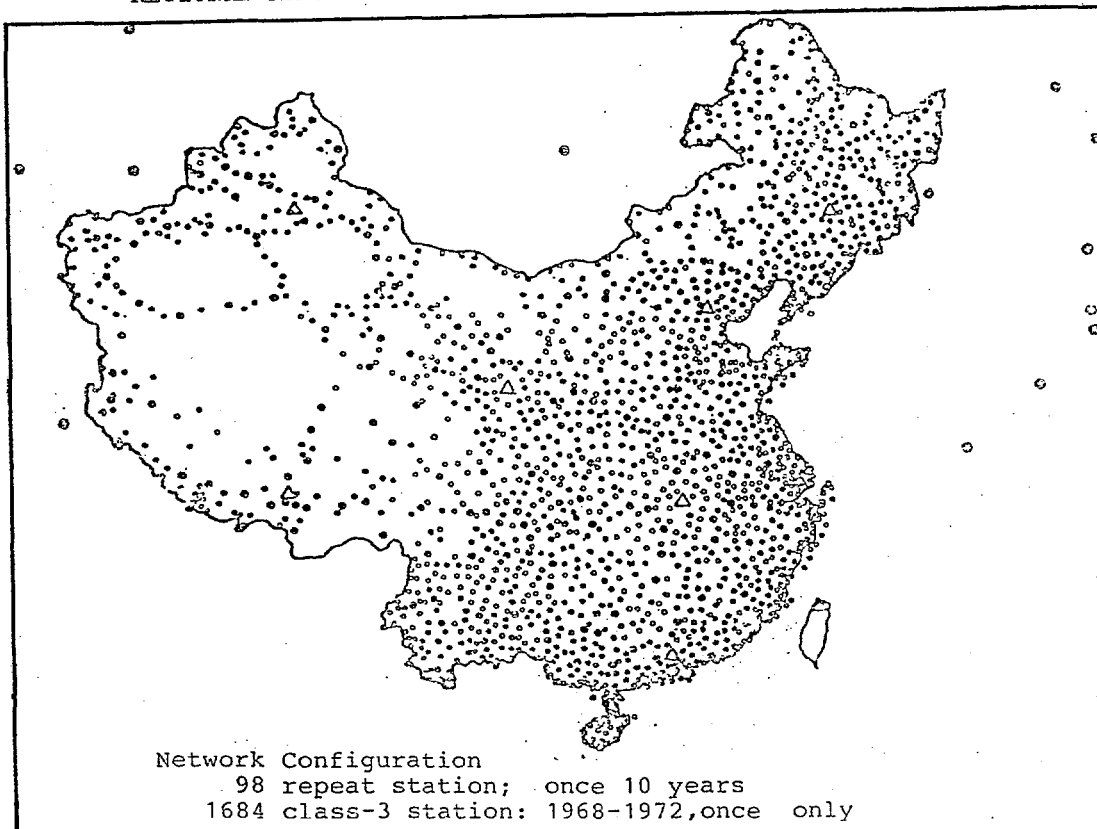 Network Configuration
98 repeat station; once 10 years
1684 class-3 station: 1968-1972,once only